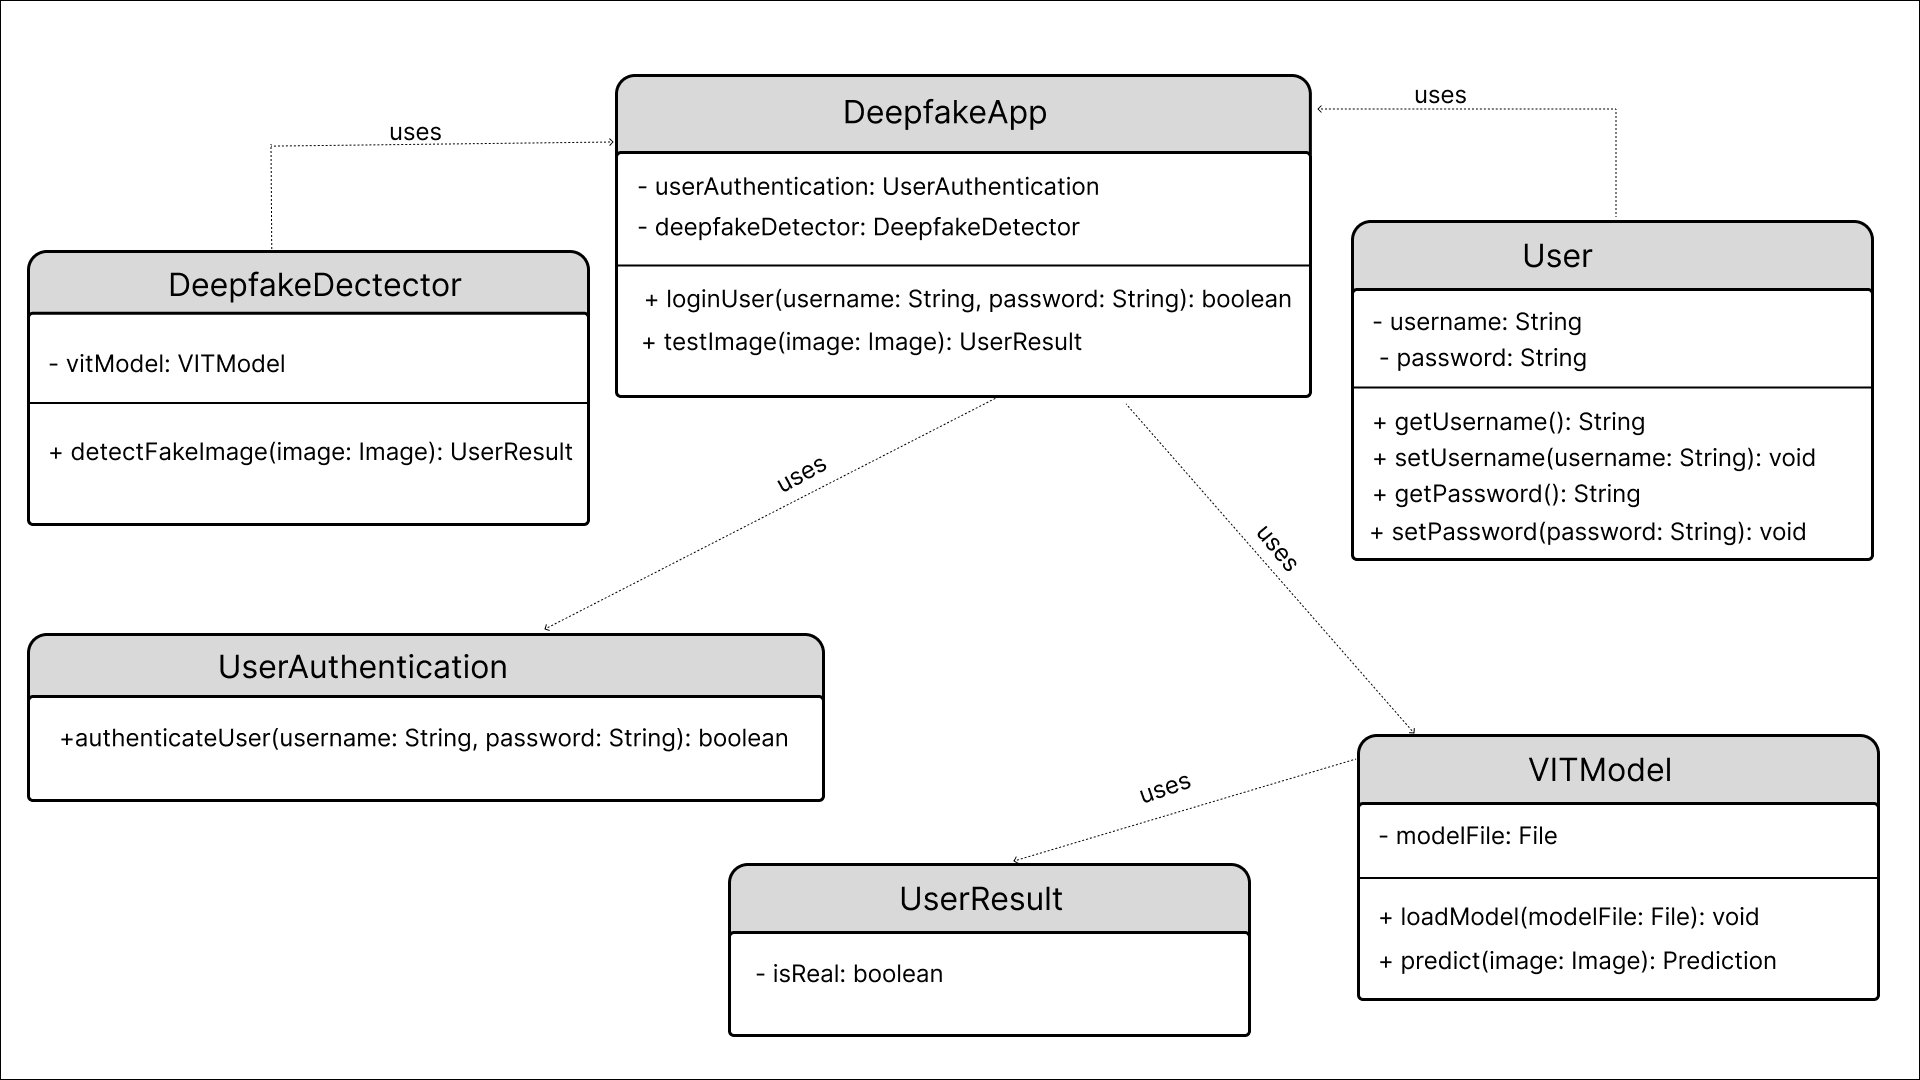 DeepfakeApp
- userAuthentication: UserAuthentication
- deepfakeDetector: DeepfakeDetector
+ loginUser(username: String, password: String): boolean
+ testImage(image: Image): UserResult
uses
uses
DeepfakeDectector
- vitModel: VITModel
+ detectFakeImage(image: Image): UserResult
User
- username: String
- password: String
+ getUsername(): String
+ setUsername(username: String): void
+ getPassword(): String
+ setPassword(password: String): void
uses
uses
UserAuthentication
+authenticateUser(username: String, password: String): boolean
VITModel
- modelFile: File
+ loadModel(modelFile: File): void
+ predict(image: Image): Prediction
uses
UserResult
- isReal: boolean